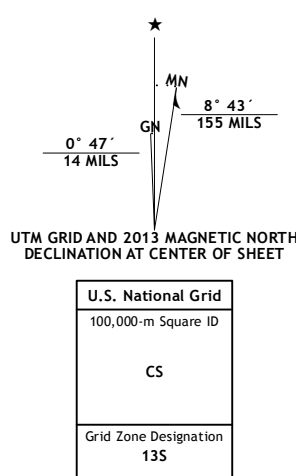 MN
GN
8° 43´
155 MILS
0° 47´
14 MILS
UTM GRID AND 2013 MAGNETIC NORTH
DECLINATION AT CENTER OF SHEET
U.S. National Grid
100,000-m Square ID
CS
Grid Zone Designation
13S